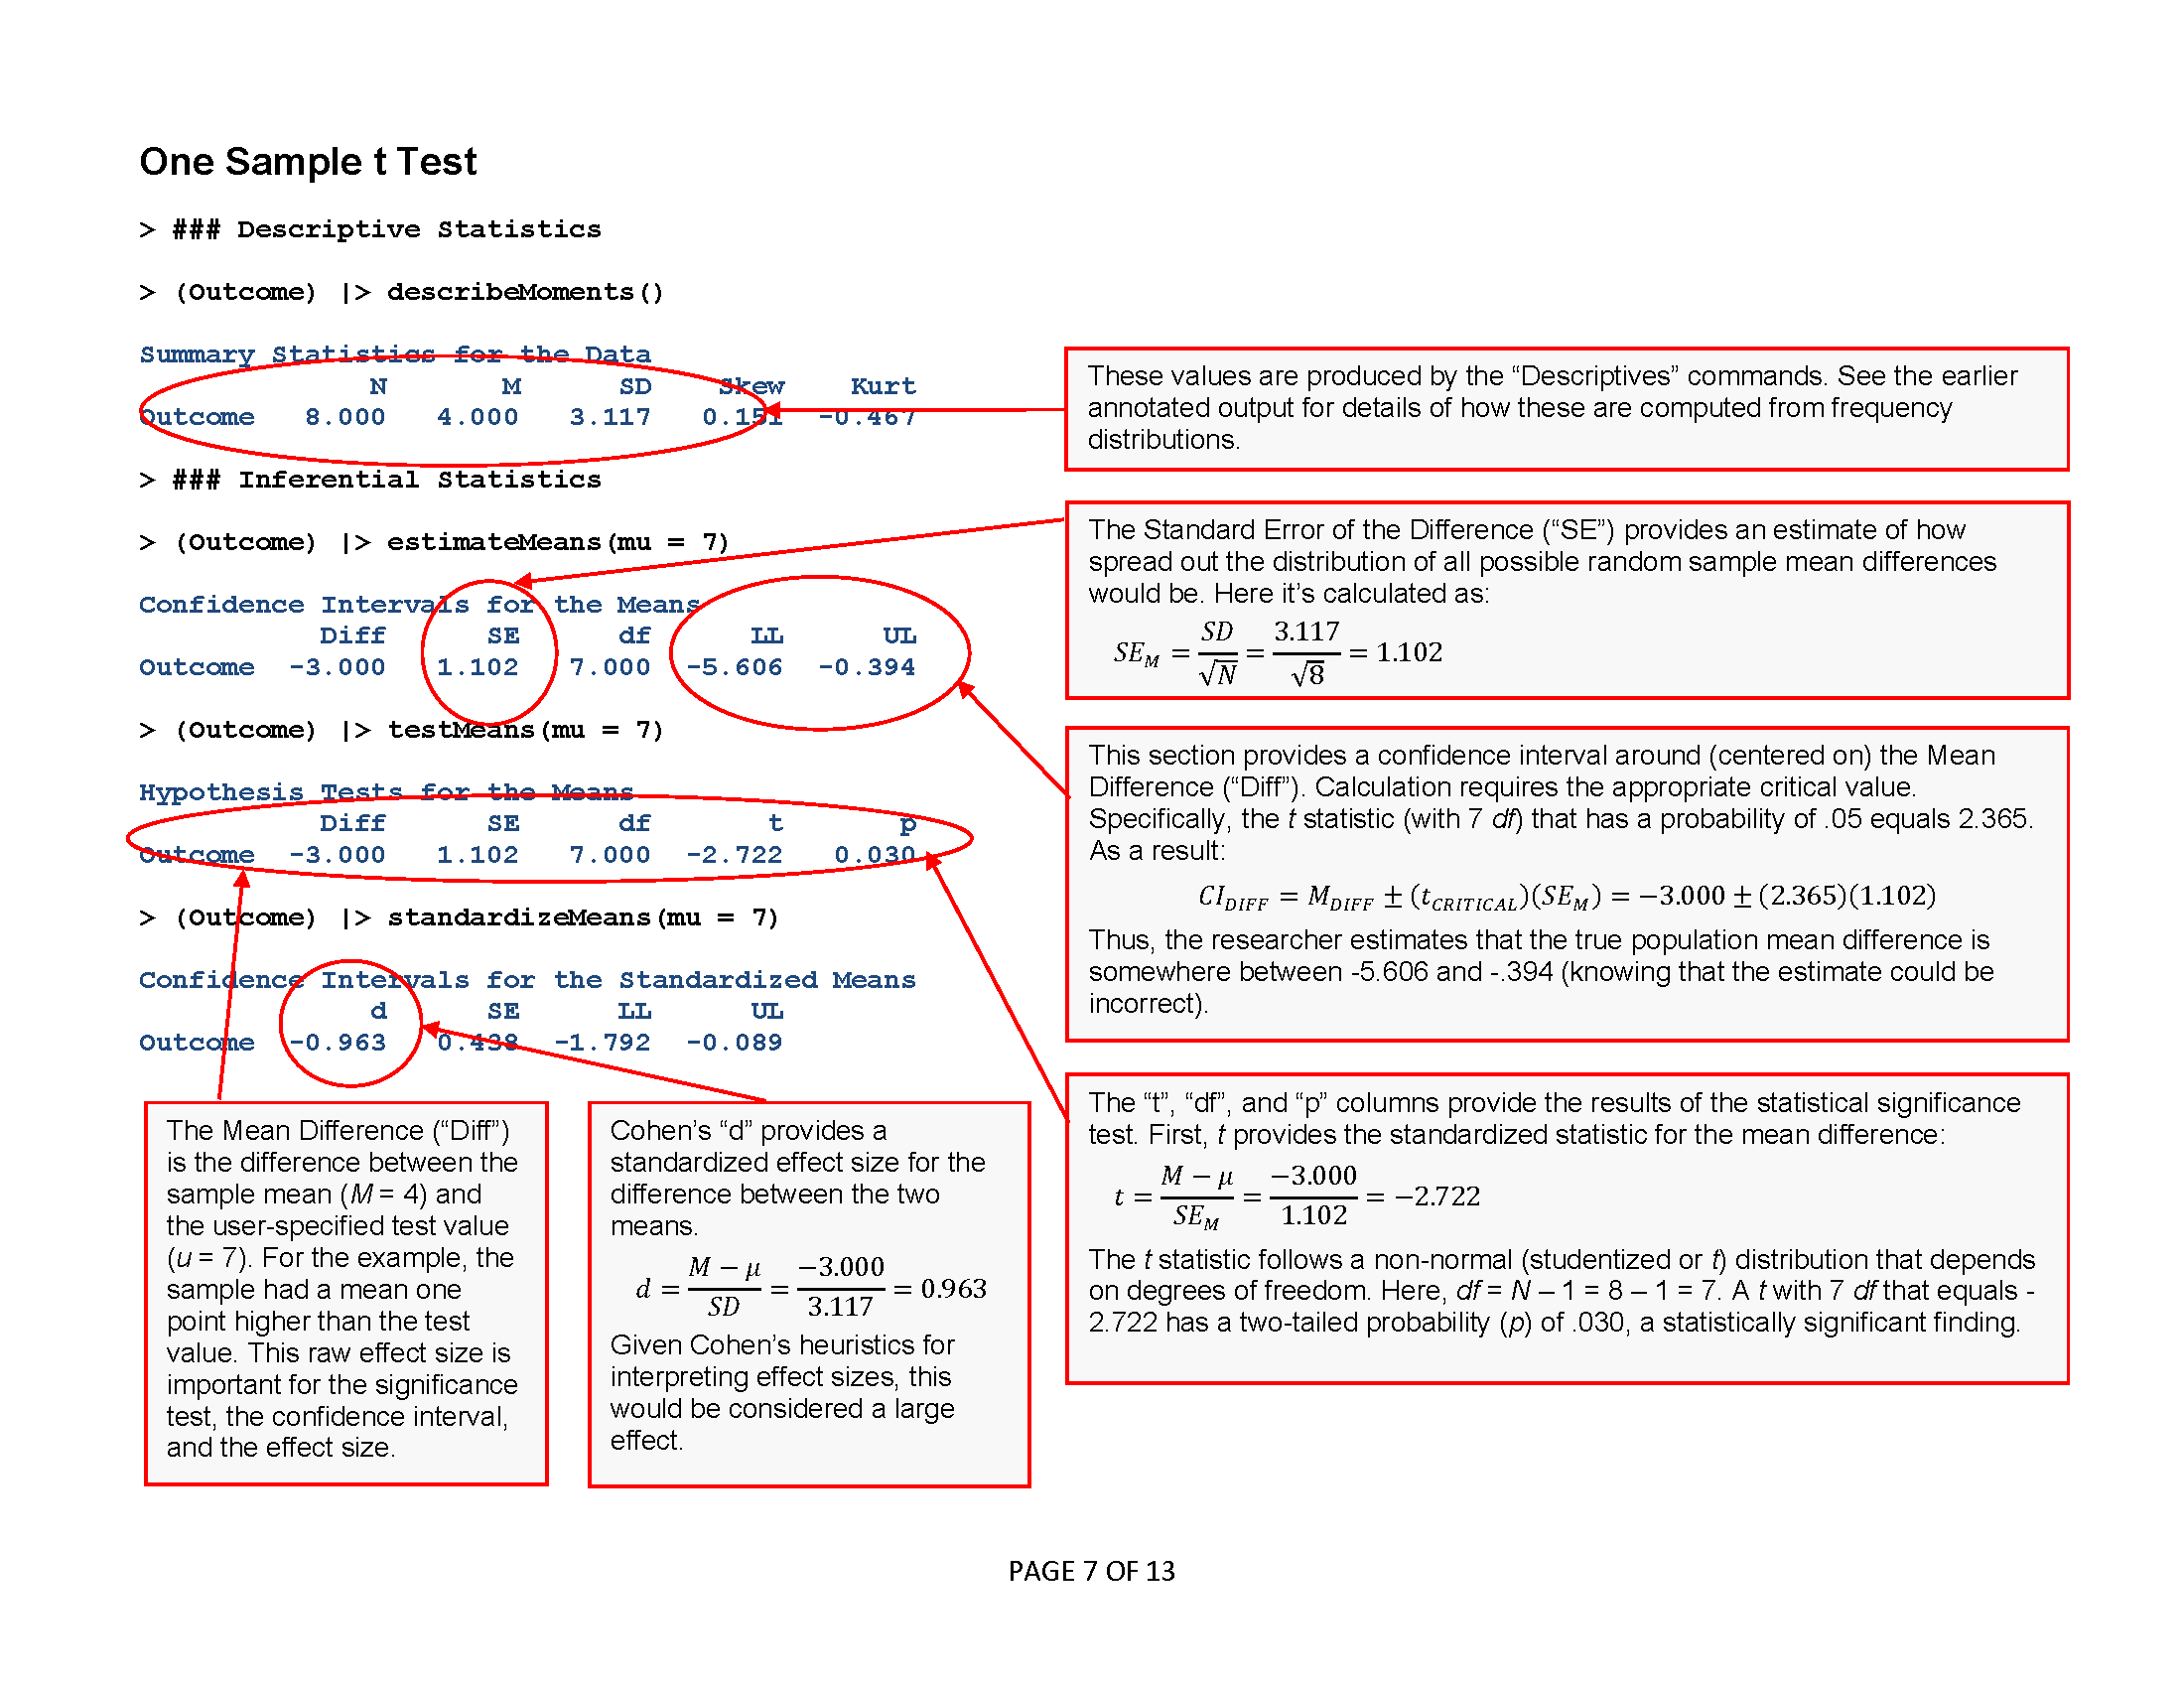 One Sample t Test
> ### Descriptive Statistics
> (Outcome) |> describeMoments()
Summary Statistics for the Data
N M SD Skew Kurt
Outcome 8.000 4.000 3.117 0.151 -0.467
> ### Inferential Statistics
> (Outcome) |> estimateMeans(mu = 7)
Confidence Intervals for the Means
Diff SE df LL UL
Outcome -3.000 1.102 7.000 -5.606 -0.394
> (Outcome) |> testMeans(mu = 7)
Hypothesis Tests for the Means
Diff SE df t p
Outcome -3.000 1.102 7.000 -2.722 0.030
> (Outcome) |> standardizeMeans(mu = 7)
Confidence Intervals for the Standardized Means
d SE LL UL
Outcome -0.963 0.438 -1.792 -0.089
These values are produced by the “Descriptives” commands. See the earlier
annotated output for details of how these are computed from frequency
distributions.
The Standard Error of the Difference (“SE”) provides an estimate of how
spread out the distribution of all possible random sample mean differences
would be. Here it’s calculated as:
SE_M = SD/√N = 3.117/√8 = 1.102
This section provides a confidence interval around (centered on) the Mean
Difference (“Diff”). Calculation requires the appropriate critical value.
Specifically, the t statistic (with 7 df) that has a probability of .05 equals 2.365.
As a result:
CI_DIFF = M_DIFF ± (t_CRITICAL)(SE_M) = −3.000 ± (2.365)(1.102)
Thus, the researcher estimates that the true population mean difference is
somewhere between -5.606 and -.394 (knowing that the estimate could be
incorrect).
The “t”, “df”, and “p” columns provide the results of the statistical significance
test. First, t provides the standardized statistic for the mean difference:
t = (M − μ)/SE_M = −3.000/1.102 = −2.722
The t statistic follows a non-normal (studentized or t) distribution that depends
on degrees of freedom. Here, df = N – 1 = 8 – 1 = 7. A t with 7 df that equals -
2.722 has a two-tailed probability (p) of .030, a statistically significant finding.
The Mean Difference (“Diff”)
is the difference between the
sample mean (M = 4) and
the user-specified test value
(u = 7). For the example, the
sample had a mean one
point higher than the test
value. This raw effect size is
important for the significance
test, the confidence interval,
and the effect size.
Cohen’s “d” provides a
standardized effect size for the
difference between the two
means.
d = (M − μ)/SD = −3.000/3.117 = 0.963
Given Cohen’s heuristics for
interpreting effect sizes, this
would be considered a large
effect.
PAGE 7 OF 13